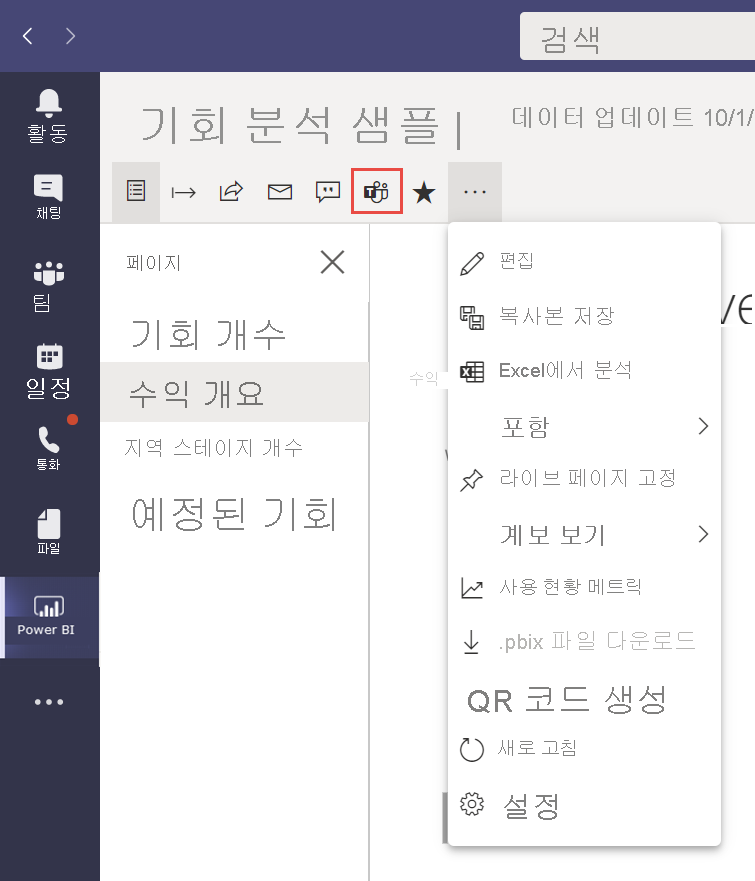 검색
기회 분석 샘플 |
데이터 업데이트 10/1/
활동
채팅
팀
일정
통화
파일
Power BI
페이지
기회 개수
수익 개요
지역 스테이지 개수
예정된 기회
수익
편집
복사본 저장
Excel에서 분석
포함
라이브 페이지 고정
계보 보기
사용 현황 메트릭
.pbix 파일 다운로드
QR 코드 생성
새로 고침
설정